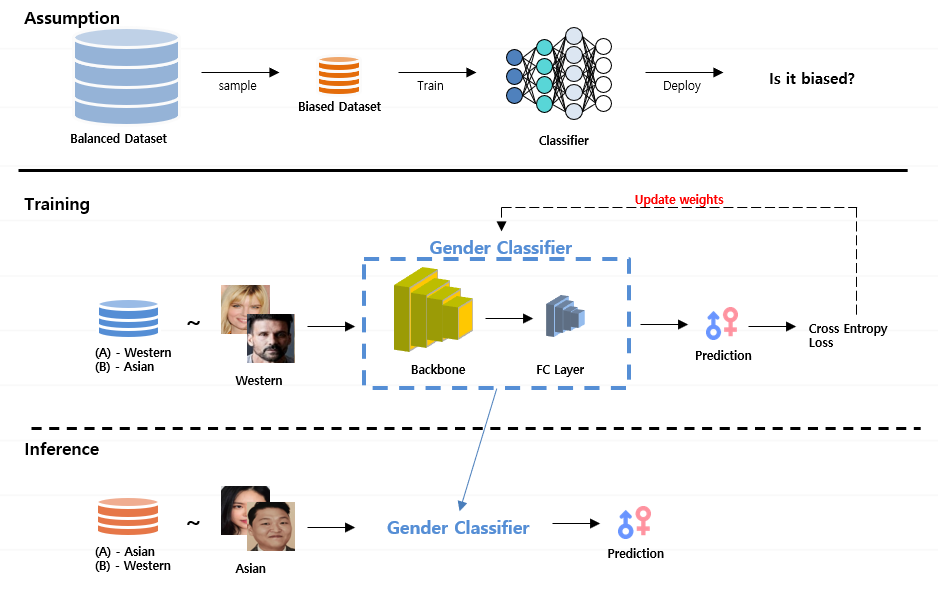 Assumption
sample
Train
Deploy
Is it biased?
Biased Dataset
Balanced Dataset
Classifier
Training
Update weights
Gender Classifier
~
(A) - Western
(B) - Asian
Western
Backbone
FC Layer
Prediction
Cross Entropy
Loss
Inference
~
(A) - Asian
(B) - Western
Asian
Gender Classifier
Prediction